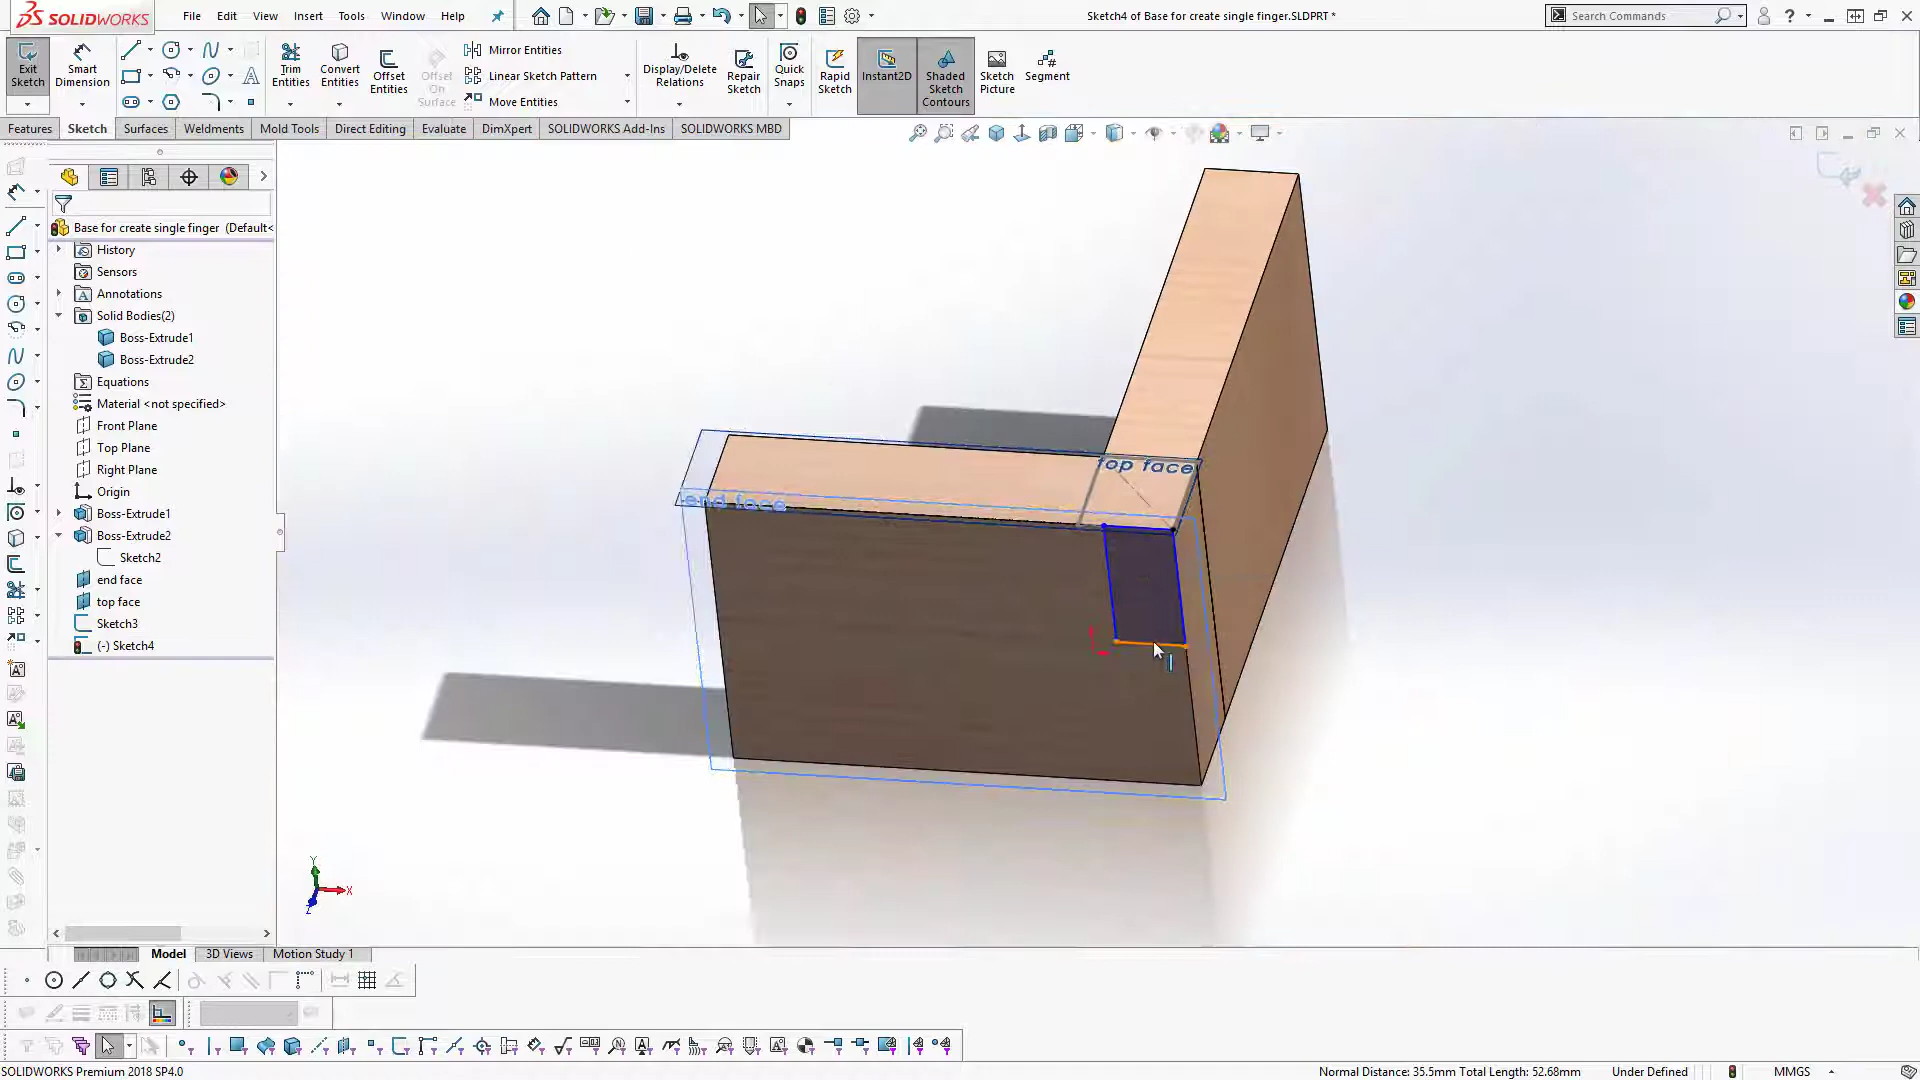 SOLIDWORKS
File Edit View Insert Tools Window Help
Sketch4 of Base for create single finger.SLDPRT *
Search Commands
Exit Sketch
Smart Dimension
Trim Entities
Convert Entities
Offset Entities
Offset On Surface
Mirror Entities
Linear Sketch Pattern
Move Entities
Display/Delete Relations
Repair Sketch
Quick Snaps
Rapid Sketch
Instant2D
Shaded Sketch Contours
Sketch Picture
Segment
Features Sketch Surfaces Weldments Mold Tools Direct Editing Evaluate DimXpert SOLIDWORKS Add-Ins SOLIDWORKS MBD
Base for create single finger (Default<
History
Sensors
Annotations
Solid Bodies(2)
Boss-Extrude1
Boss-Extrude2
Equations
Material <not specified>
Front Plane
Top Plane
Right Plane
Origin
Boss-Extrude1
Boss-Extrude2
Sketch2
end face
top face
Sketch3
(-) Sketch4
top face
end face
Y
X
Z
Model 3D Views Motion Study 1
SOLIDWORKS Premium 2018 SP4.0
Normal Distance: 35.5mm Total Length: 52.68mm
Under Defined
MMGS